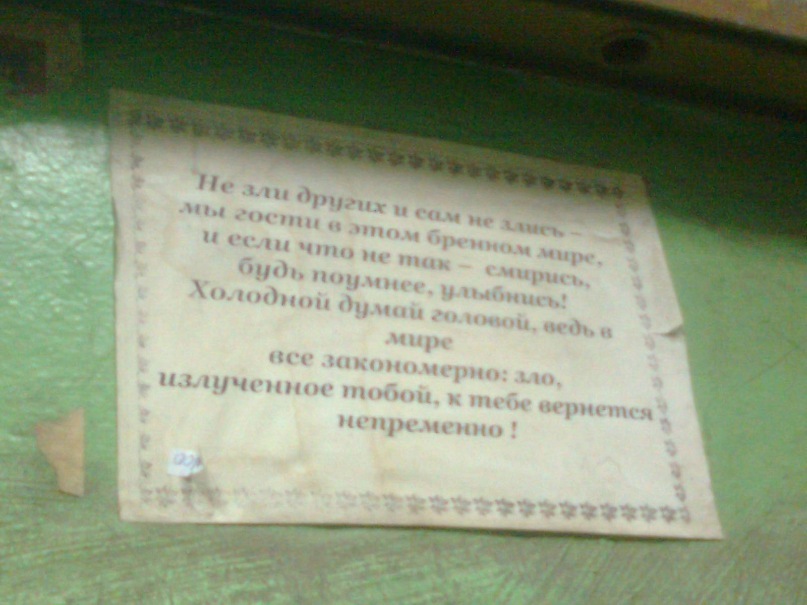 Не зли других и сам не злись –
мы гости в этом бренном мире,
и если что не так – смирись,
будь поумнее, улыбнись!
Холодной думай головой, ведь в
мире
все закономерно: зло,
излученное тобой, к тебе вернется
непременно !